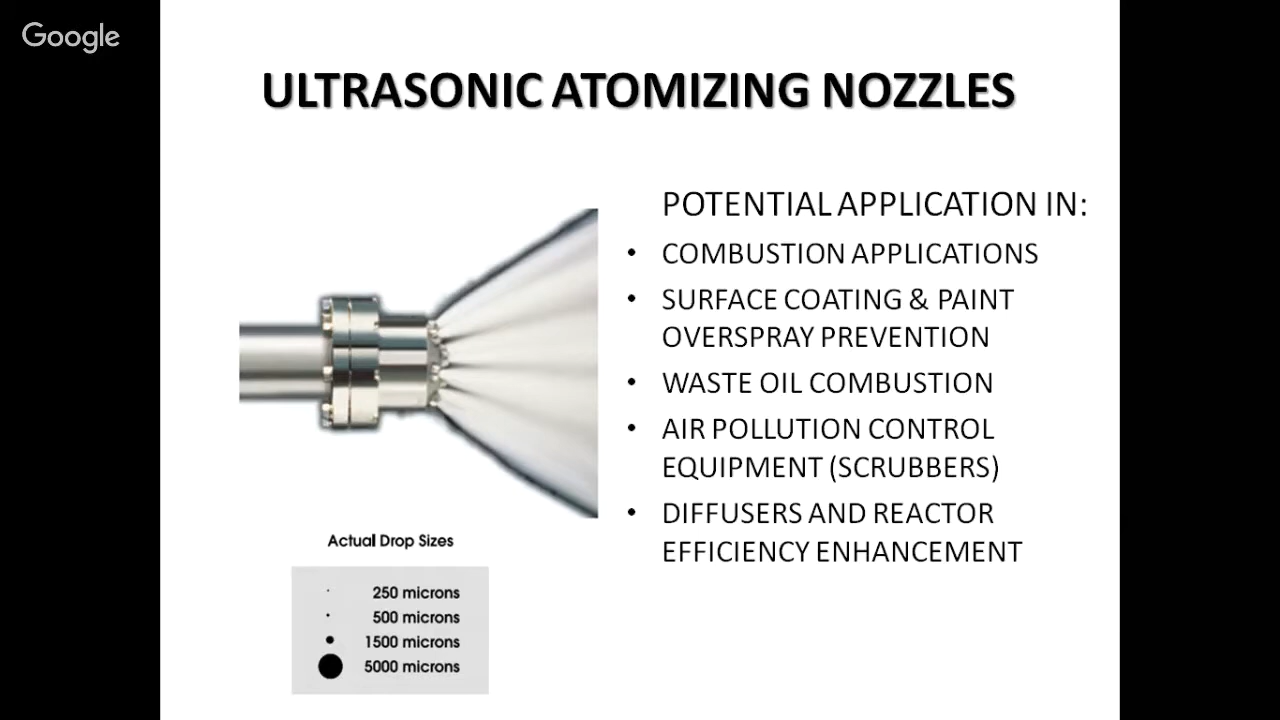 Google
ULTRASONIC ATOMIZING NOZZLES
POTENTIAL APPLICATION IN:
• COMBUSTION APPLICATIONS
• SURFACE COATING & PAINT
OVERSPRAY PREVENTION
• WASTE OIL COMBUSTION
• AIR POLLUTION CONTROL
EQUIPMENT (SCRUBBERS)
• DIFFUSERS AND REACTOR
EFFICIENCY ENHANCEMENT
Actual Drop Sizes
250 microns
500 microns
1500 microns
5000 microns